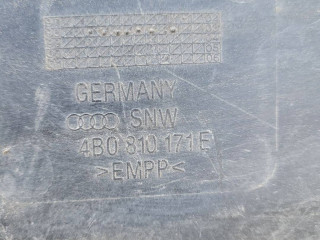 GERMANY
SNW
4B0 810 171 E
>EMPP<